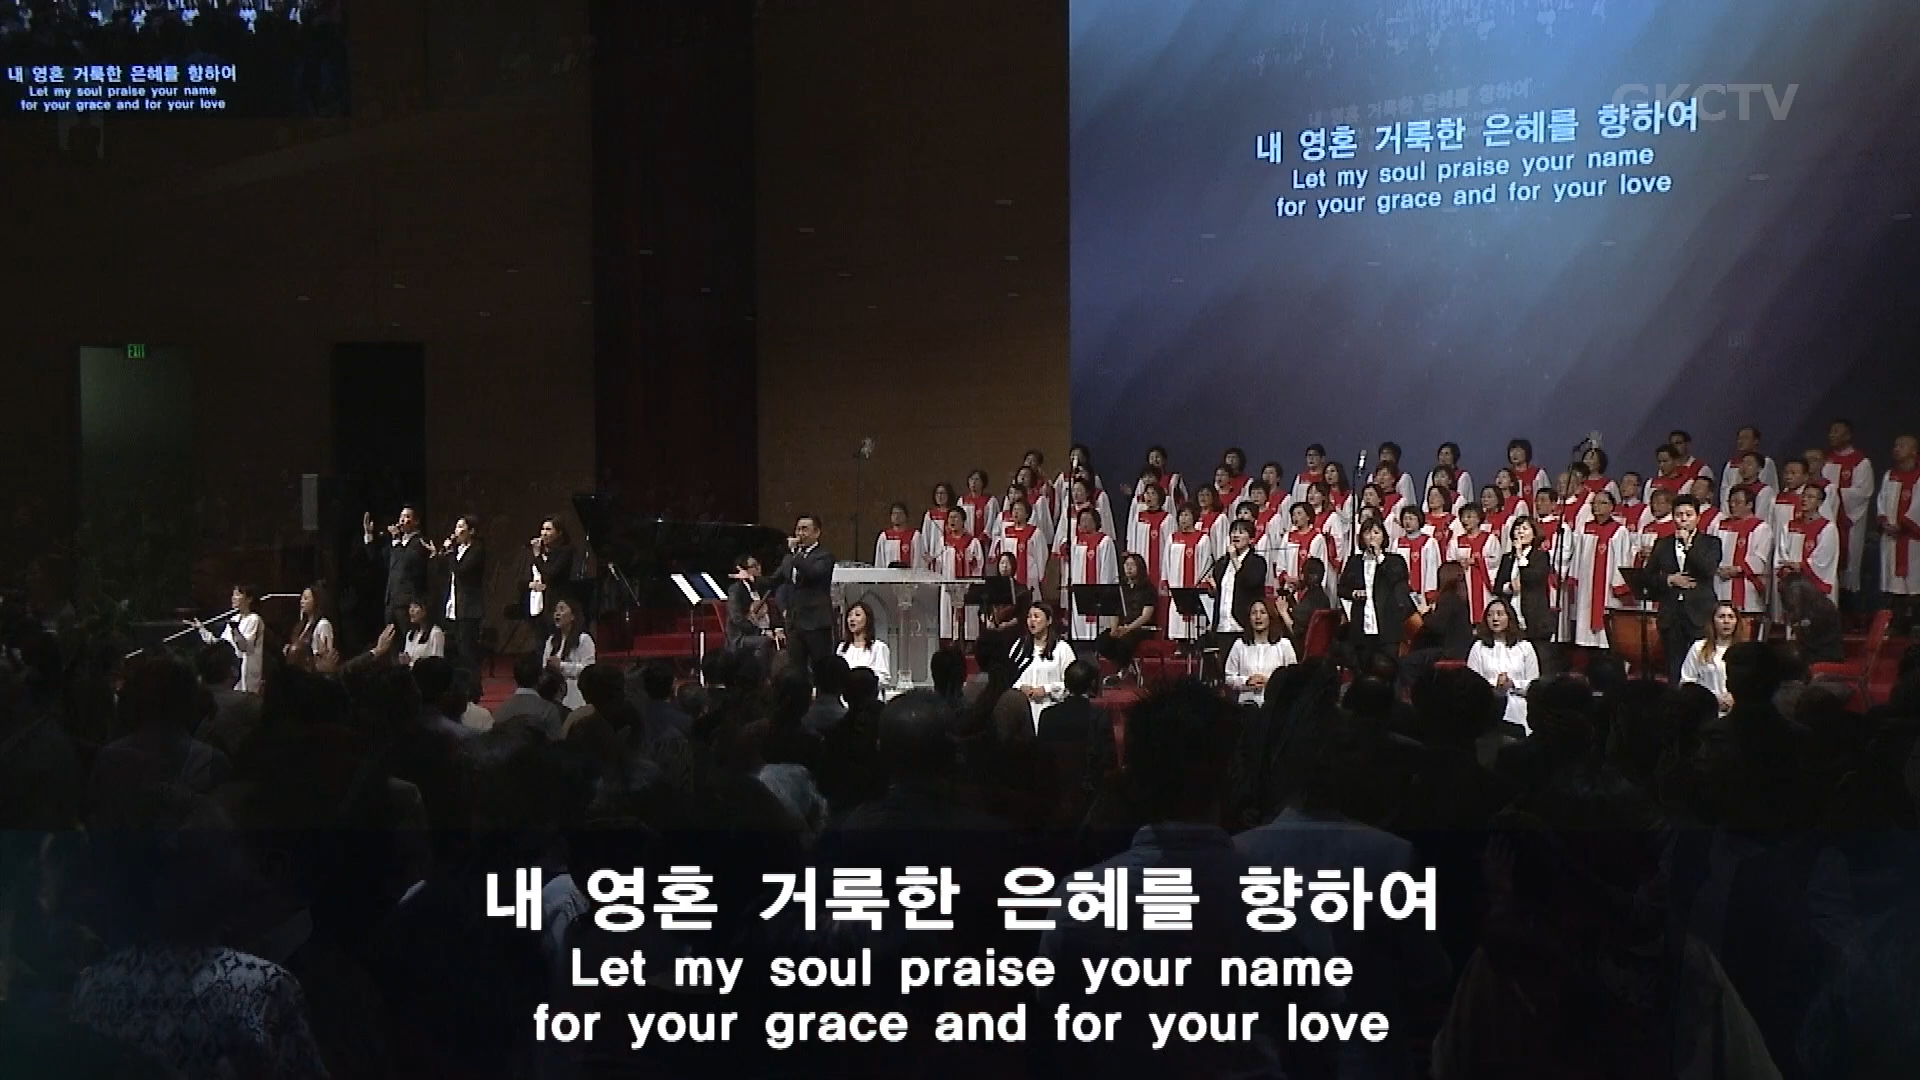 내 영혼 거룩한 은혜를 향하여
Let my soul praise your name
for your grace and for your love
GKCTV
내 영혼 거룩한 은혜를 향하여
Let my soul praise your name
for your grace and for your love
EXIT
내 영혼 거룩한 은혜를 향하여
Let my soul praise your name
for your grace and for your love